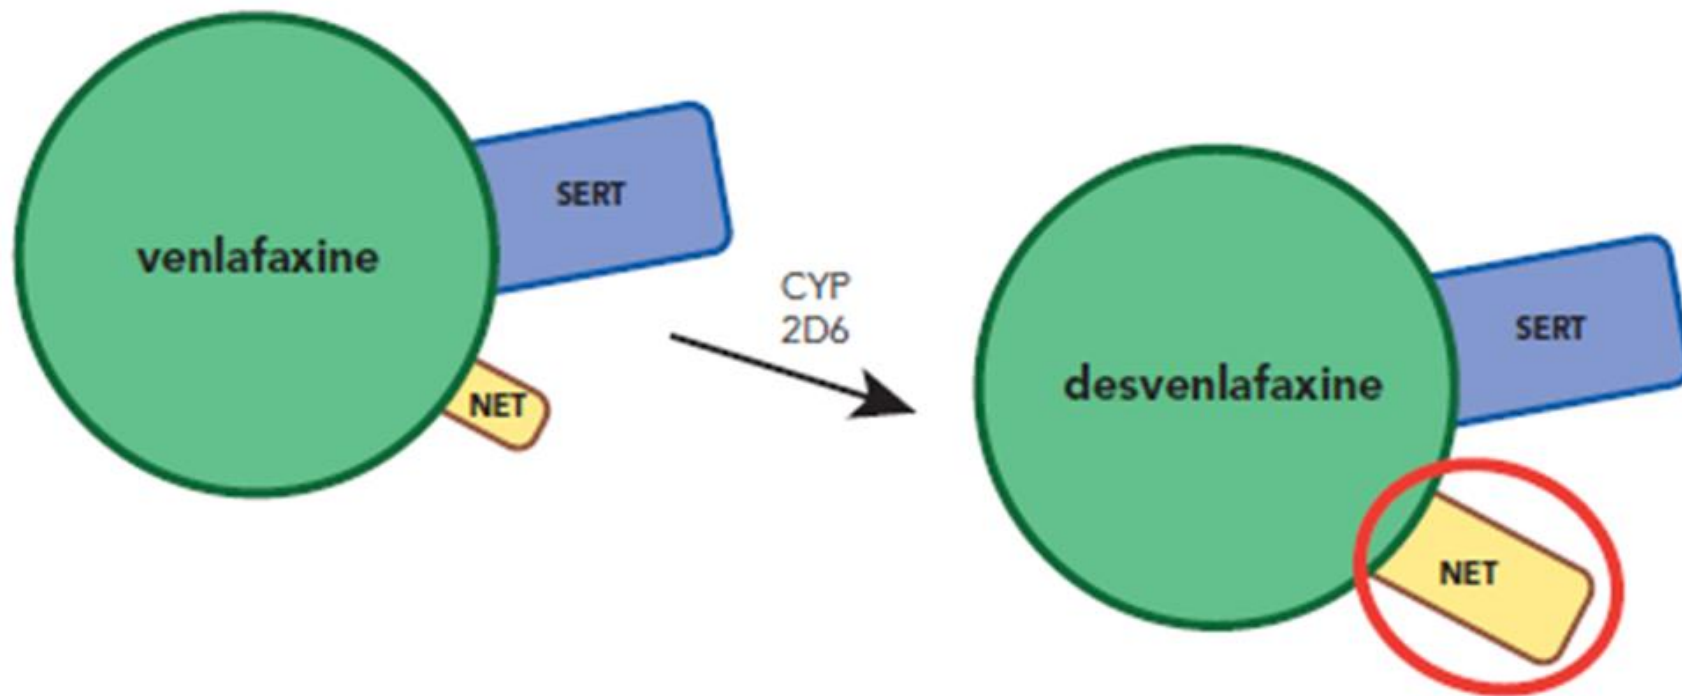 venlafaxine
SERT
NET
CYP
2D6
desvenlafaxine
SERT
NET